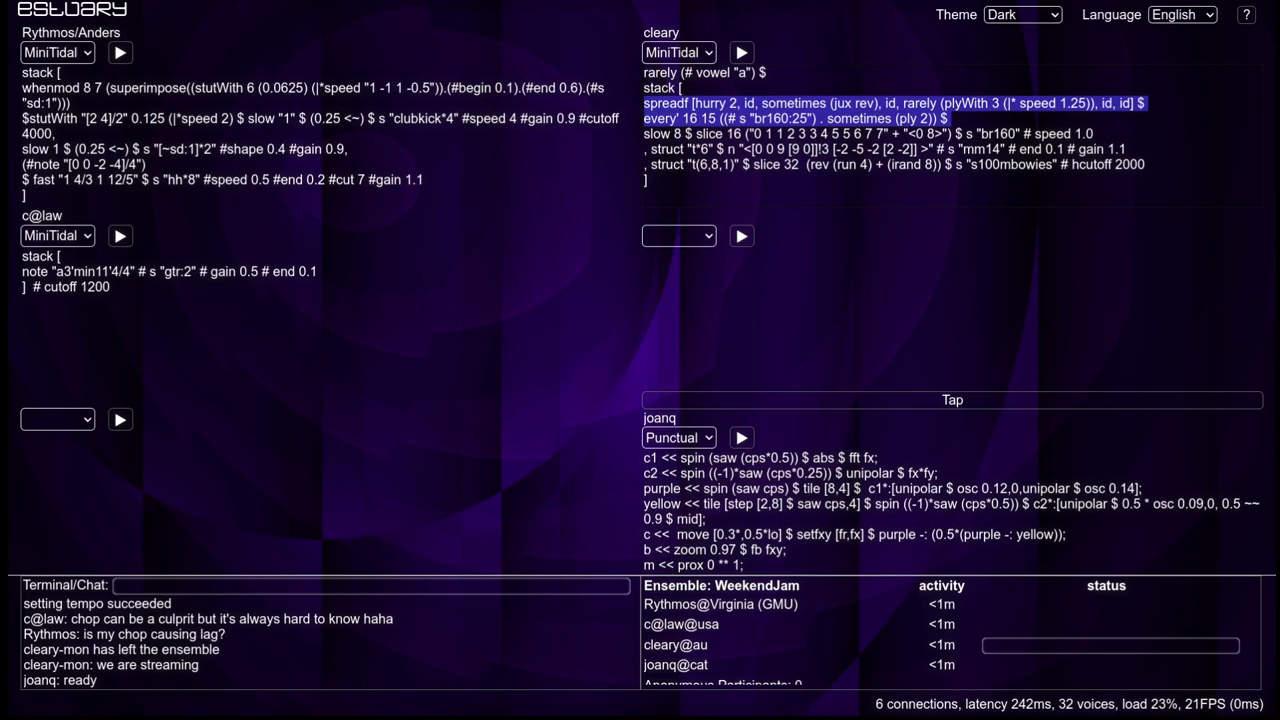 estuary
Theme Dark Language English ?
Rythmos/Anders
MiniTidal
stack [
whenmod 8 7 (superimpose((stutWith 6 (0.0625) (|*speed "1 -1 1 -0.5")).(#begin 0.1).(#end 0.6).(#s
"sd:1")))
$stutWith "[2 4]/2" 0.125 (|*speed 2) $ slow "1" $ (0.25 <~) $ s "clubkick*4" #speed 4 #gain 0.9 #cutoff
4000,
slow 1 $ (0.25 <~) $ s "[~sd:1]*2" #shape 0.4 #gain 0.9,
(#note "[0 0 -2 -4]/4")
$ fast "1 4/3 1 12/5" $ s "hh*8" #speed 0.5 #end 0.2 #cut 7 #gain 1.1
]
cleary
MiniTidal
rarely (# vowel "a") $
stack [
spreadf [hurry 2, id, sometimes (jux rev), id, rarely (plyWith 3 (|* speed 1.25)), id, id] $
every' 16 15 ((# s "br160:25") . sometimes (ply 2)) $
slow 8 $ slice 16 ("0 1 1 2 3 3 4 5 5 6 7 7" + "<0 8>") $ s "br160" # speed 1.0
, struct "t*6" $ n "<[0 0 9 [9 0]]!3 [-2 -5 -2 [2 -2]] >" # s "mm14" # end 0.1 # gain 1.1
, struct "t(6,8,1)" $ slice 32 (rev (run 4) + (irand 8)) $ s "s100mbowies" # hcutoff 2000
]
c@law
MiniTidal
stack [
note "a3'min11'4/4" # s "gtr:2" # gain 0.5 # end 0.1
] # cutoff 1200
Tap
joanq
Punctual
c1 << spin (saw (cps*0.5)) $ abs $ fft fx;
c2 << spin ((-1)*saw (cps*0.25)) $ unipolar $ fx*fy;
purple << spin (saw cps) $ tile [8,4] $ c1*:[unipolar $ osc 0.12,0,unipolar $ osc 0.14];
yellow << tile [step [2,8] $ saw cps,4] $ spin ((-1)*saw (cps*0.5)) $ c2*:[unipolar $ 0.5 * osc 0.09,0, 0.5 ~~
0.9 $ mid];
c << move [0.3*,0.5*lo] $ setfxy [fr,fx] $ purple -: (0.5*(purple -: yellow));
b << zoom 0.97 $ fb fxy;
m << prox 0 ** 1;
Terminal/Chat:
setting tempo succeeded
c@law: chop can be a culprit but it's always hard to know haha
Rythmos: is my chop causing lag?
cleary-mon has left the ensemble
cleary-mon: we are streaming
joanq: ready
Ensemble: WeekendJam activity status
Rythmos@Virginia (GMU) <1m
c@law@usa <1m
cleary@au <1m
joanq@cat <1m
Anonymous Participants: 0
6 connections, latency 242ms, 32 voices, load 23%, 21FPS (0ms)